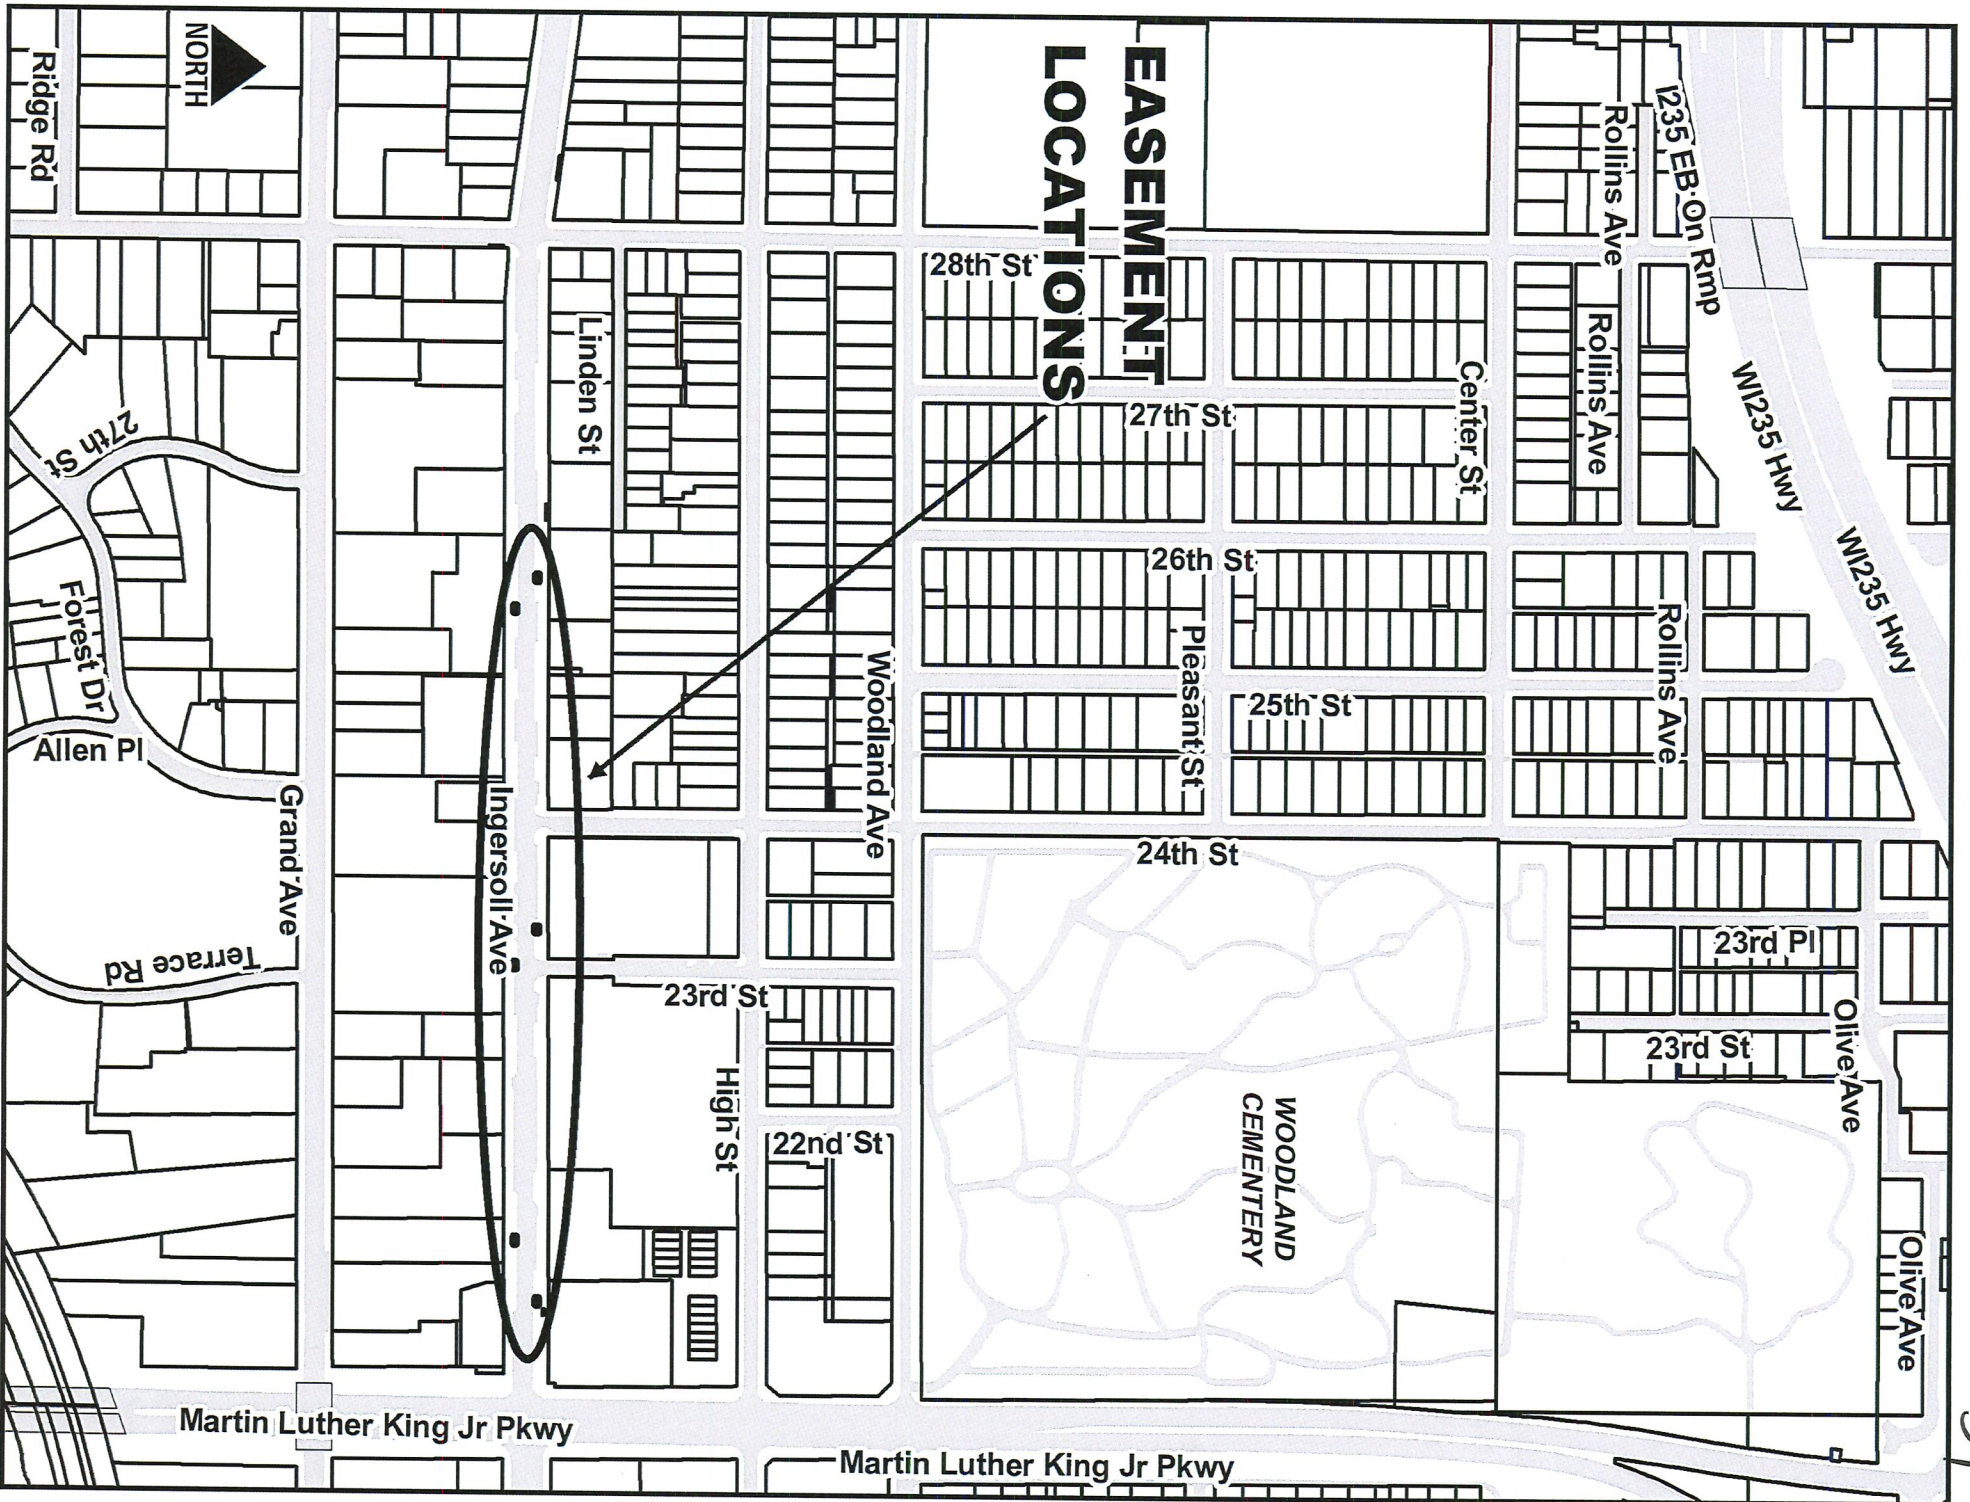 EASEMENT
LOCATIONS
NORTH
Ridge Rd
I235 EB On Rmp
Rollins Ave
Rollins Ave
WI235 Hwy
WI235 Hwy
28th St
Linden St
Center St
27th St
27th St
26th St
Forest Dr
Rollins Ave
Pleasant St
Woodland Ave
25th St
Allen Pl
Ingersoll Ave
Grand Ave
24th St
Terrace Rd
23rd Pl
23rd St
Olive Ave
23rd St
High St
WOODLAND
CEMENTERY
22nd St
Olive Ave
Martin Luther King Jr Pkwy
Martin Luther King Jr Pkwy